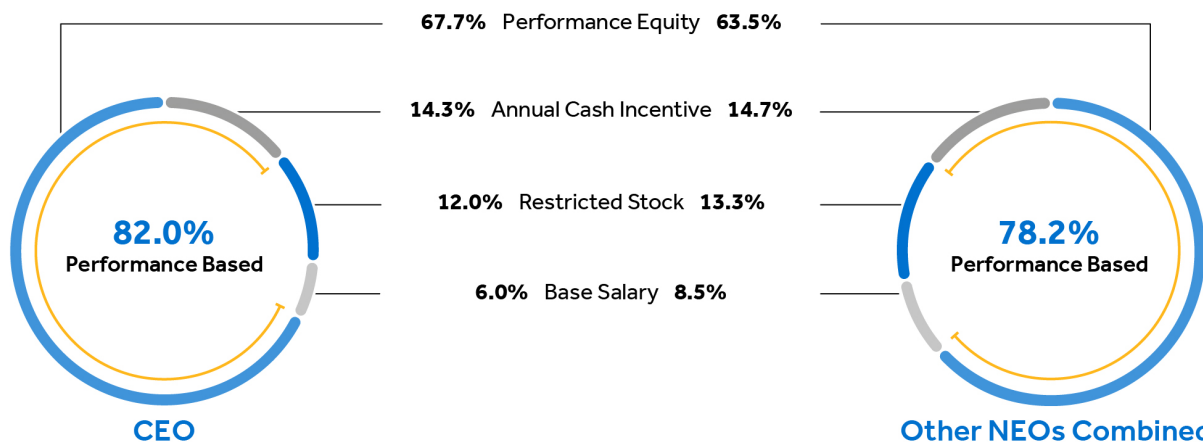 67.7% Performance Equity 63.5%
14.3% Annual Cash Incentive 14.7%
12.0% Restricted Stock 13.3%
82.0%
Performance Based
78.2%
Performance Based
6.0% Base Salary 8.5%
CEO
Other NEOs Combined